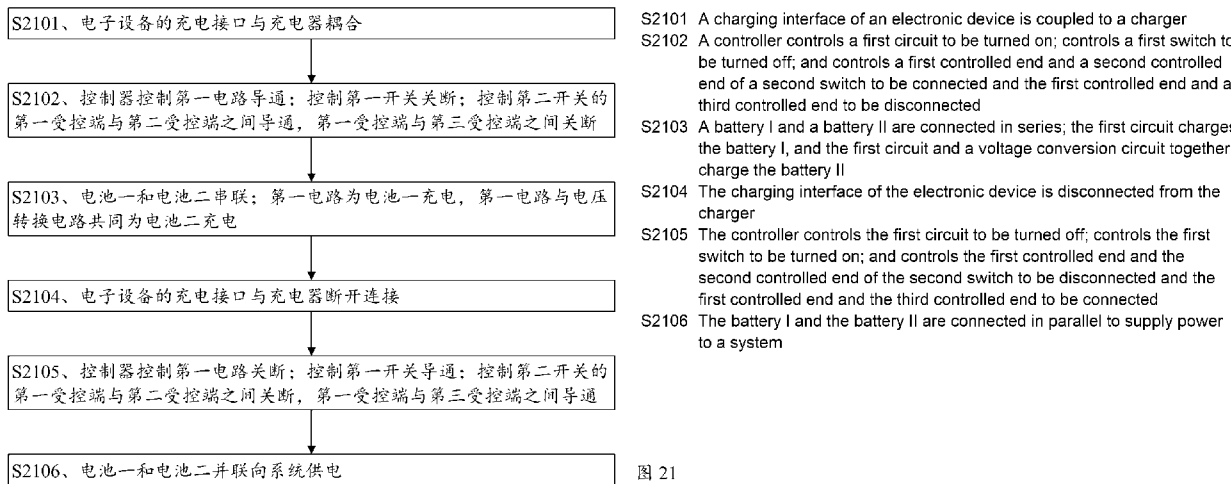 S2101、电子设备的充电接口与充电器耦合
S2102、控制器控制第一电路导通；控制第一开关关断；控制第二开关的
第一受控端与第二受控端之间导通，第一受控端与第三受控端之间关断
S2103、电池一和电池二串联；第一电路为电池一充电，第一电路与电压
转换电路共同为电池二充电
S2104、电子设备的充电接口与充电器断开连接
S2105、控制器控制第一电路关断；控制第一开关导通；控制第二开关的
第一受控端与第二受控端之间关断，第一受控端与第三受控端之间导通
S2106、电池一和电池二并联向系统供电
S2101 A charging interface of an electronic device is coupled to a charger
S2102 A controller controls a first circuit to be turned on; controls a first switch to
be turned off; and controls a first controlled end and a second controlled
end of a second switch to be connected and the first controlled end and a
third controlled end to be disconnected
S2103 A battery I and a battery II are connected in series; the first circuit charges
the battery I, and the first circuit and a voltage conversion circuit together
charge the battery II
S2104 The charging interface of the electronic device is disconnected from the
charger
S2105 The controller controls the first circuit to be turned off; controls the first
switch to be turned on; and controls the first controlled end and the
second controlled end of the second switch to be disconnected and the
first controlled end and the third controlled end to be connected
S2106 The battery I and the battery II are connected in parallel to supply power
to a system
图 21